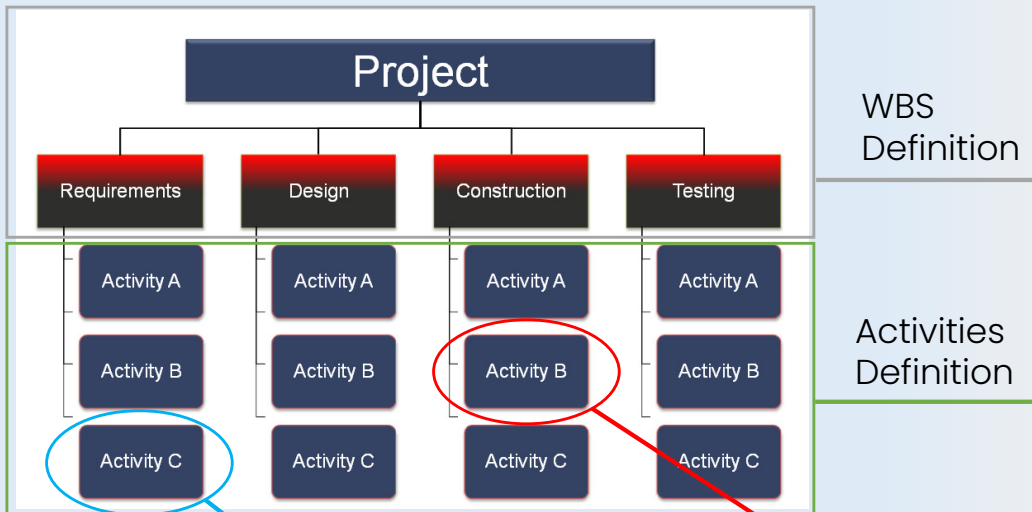 Project
WBS
Definition
Requirements
Design
Construction
Testing
Activity A
Activity A
Activity A
Activity A
Activities
Definition
Activity B
Activity B
Activity B
Activity B
Activity C
Activity C
Activity C
Activity C